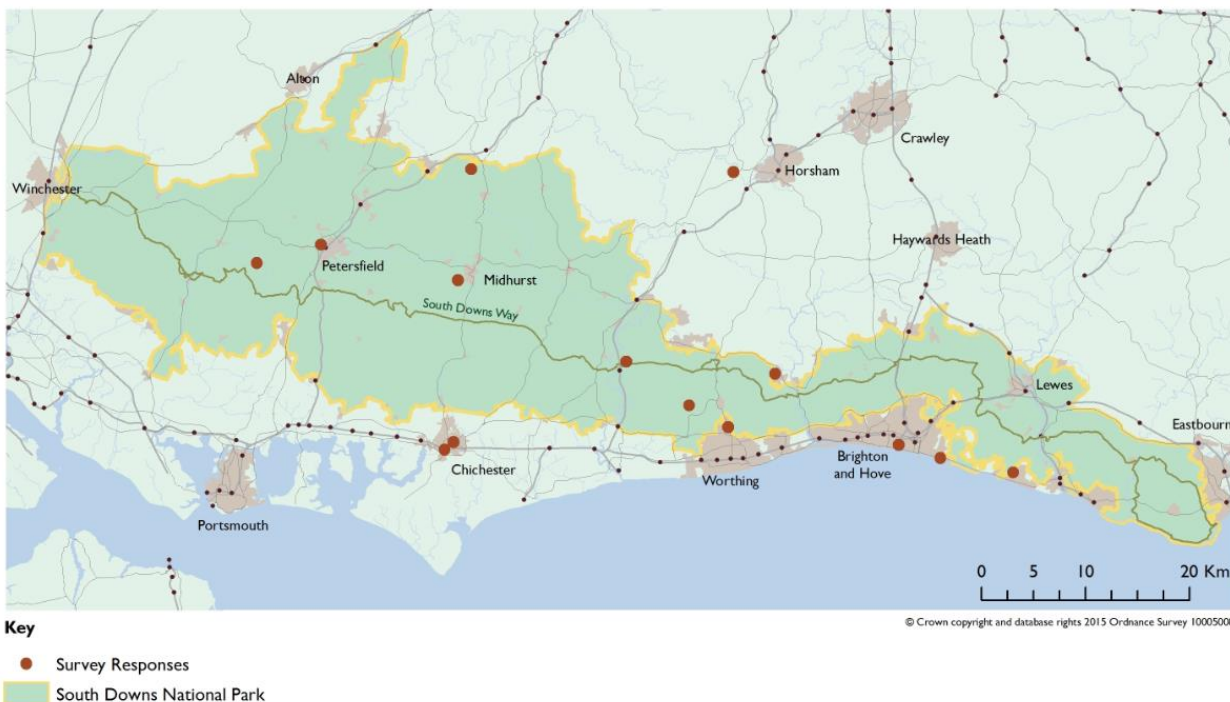 Alton
Crawley
Horsham
Winchester
Haywards Heath
Petersfield
Midhurst
South Downs Way
Lewes
Eastbourn
Brighton
and Hove
Chichester
Worthing
Portsmouth
0 5 10 20 Km
© Crown copyright and database rights 2015 Ordnance Survey 10005008
Key
Survey Responses
South Downs National Park